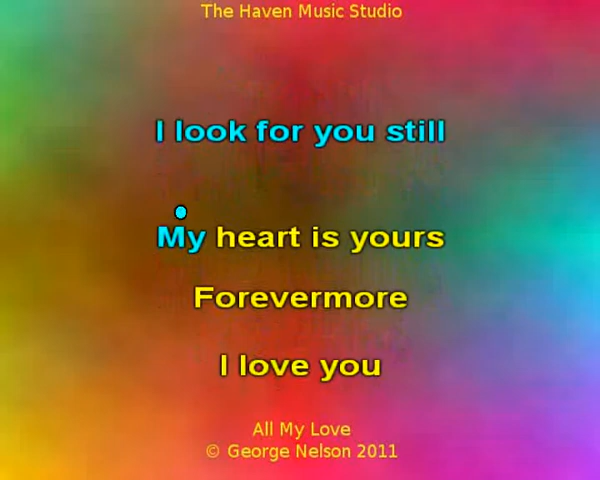 The Haven Music Studio
I look for you still
My heart is yours
Forevermore
I love you
All My Love
© George Nelson 2011